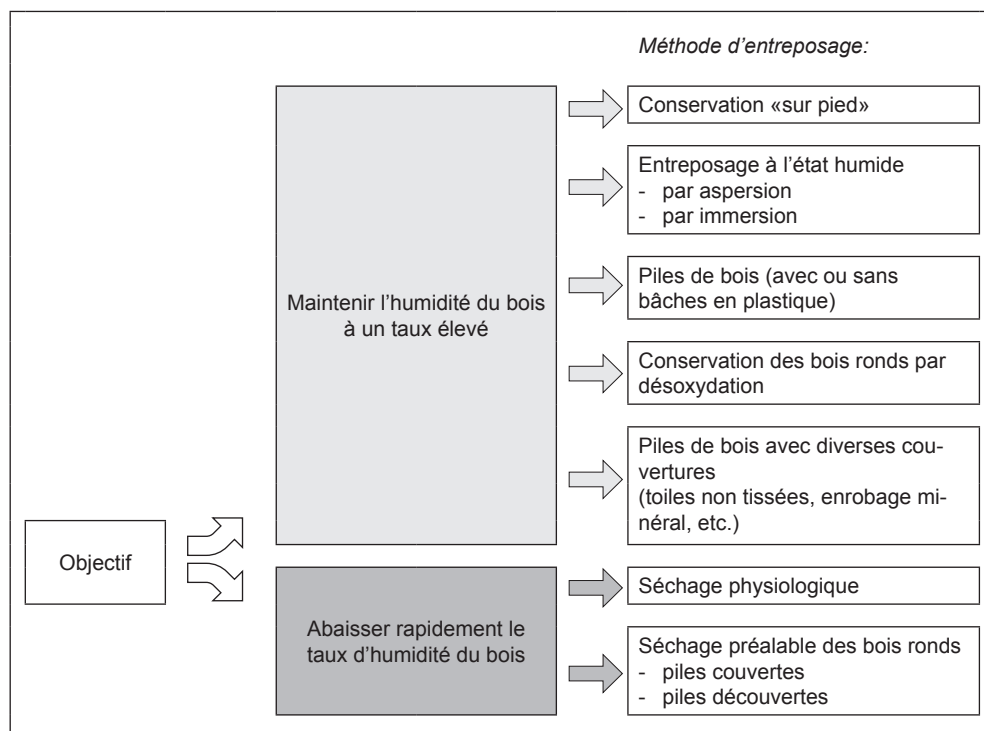 Méthode d'entreposage:
Conservation «sur pied»
Entreposage à l'état humide
- par aspersion
- par immersion
Maintenir l'humidité du bois
à un taux élevé
Piles de bois (avec ou sans
bâches en plastique)
Conservation des bois ronds par
désoxydation
Piles de bois avec diverses cou-
vertures
(toiles non tissées, enrobage mi-
néral, etc.)
Objectif
Abaisser rapidement le
taux d'humidité du bois
Séchage physiologique
Séchage préalable des bois ronds
- piles couvertes
- piles découvertes